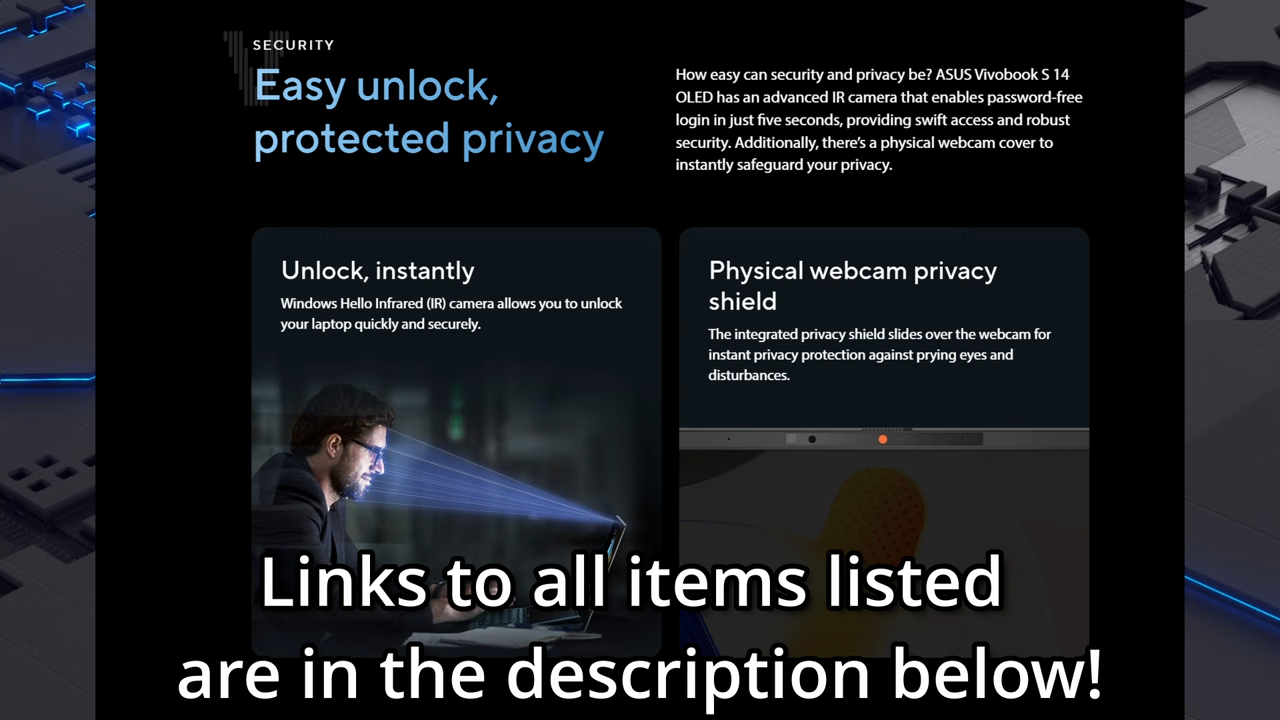 SECURITY
Easy unlock,
protected privacy
How easy can security and privacy be? ASUS Vivobook S 14
OLED has an advanced IR camera that enables password-free
login in just five seconds, providing swift access and robust
security. Additionally, there's a physical webcam cover to
instantly safeguard your privacy.
Unlock, instantly
Windows Hello Infrared (IR) camera allows you to unlock
your laptop quickly and securely.
Physical webcam privacy
shield
The integrated privacy shield slides over the webcam for
instant privacy protection against prying eyes and
disturbances.
Links to all items listed
are in the description below!